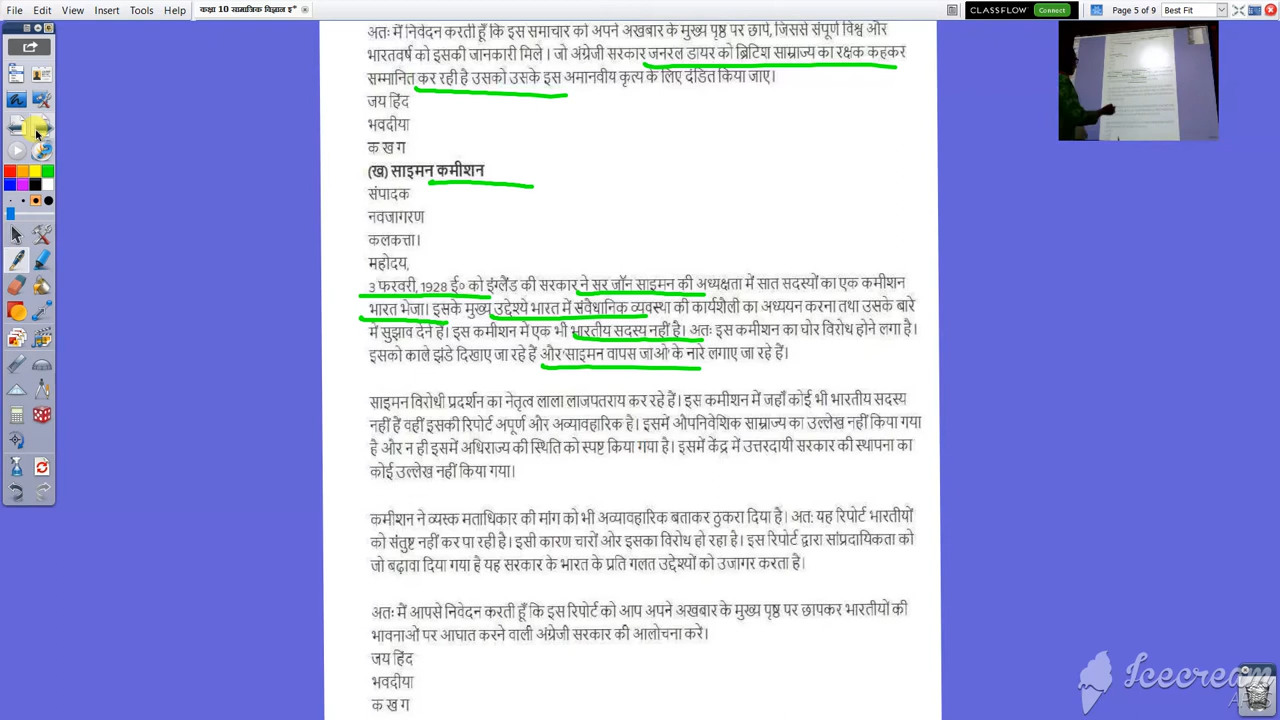 File Edit View Insert Tools Help
कक्षा 10 सामाजिक विज्ञान इ*
CLASSFLOW Connect
Page 5 of 9 Best Fit
अतः में निवेदन करती हूँ कि इस समाचार को अपने अखबार के मुख्य पृष्ठ पर छापे, जिससे संपूर्ण विश्व और
भारतवर्ष को इसकी जानकारी मिले । जो अंग्रेजी सरकार जनरल डायर को ब्रिटिश साम्राज्य का रक्षक कहकर
सम्मानित कर रही है उसको उसके इस अमानवीय कृत्य के लिए दंडित किया जाए।
जय हिंद
भवदीया
क ख ग
(ख) साइमन कमीशन
संपादक
नवजागरण
कलकत्ता।
महोदय,
3 फरवरी, 1928 ई० को इंग्लैंड की सरकार ने सर जॉन साइमन की अध्यक्षता में सात सदस्यों का एक कमीशन
भारत भेजा। इसके मुख्य उद्देश्ये भारत में संवैधानिक व्यवस्था की कार्यशैली का अध्ययन करना तथा उसके बारे
में सुझाव देने है। इस कमीशन में एक भी भारतीय सदस्य नहीं है। अतः इस कमीशन का घोर विरोध होने लगा है।
इसको काले झंडे दिखाए जा रहे हैं और 'साइमन वापस जाओ' के नारे लगाए जा रहे हैं।
साइमन विरोधी प्रदर्शन का नेतृत्व लाला लाजपतराय कर रहे हैं। इस कमीशन में जहाँ कोई भी भारतीय सदस्य
नहीं हैं वहीं इसकी रिपोर्ट अपूर्ण और अव्यावहारिक है। इसमें औपनिवेशिक साम्राज्य का उल्लेख नहीं किया गया
है और न ही इसमें अधिराज्य की स्थिति को स्पष्ट किया गया है। इसमें केंद्र में उत्तरदायी सरकार की स्थापना का
कोई उल्लेख नहीं किया गया।
कमीशन ने व्यस्क मताधिकार की मांग को भी अव्यावहारिक बताकर ठुकरा दिया है। अत: यह रिपोर्ट भारतीयों
को संतुष्ट नहीं कर पा रही है। इसी कारण चारों ओर इसका विरोध हो रहा है। इस रिपोर्ट द्वारा सांप्रदायिकता को
जो बढ़ावा दिया गया है यह सरकार के भारत के प्रति गलत उद्देश्यों को उजागर करता है।
अतः मैं आपसे निवेदन करती हूँ कि इस रिपोर्ट को आप अपने अखबार के मुख्य पृष्ठ पर छापकर भारतीयों की
भावनाओं पर आघात करने वाली अंग्रेजी सरकार की आलोचना करें।
जय हिंद
भवदीया
क ख ग
Icecream
Apps